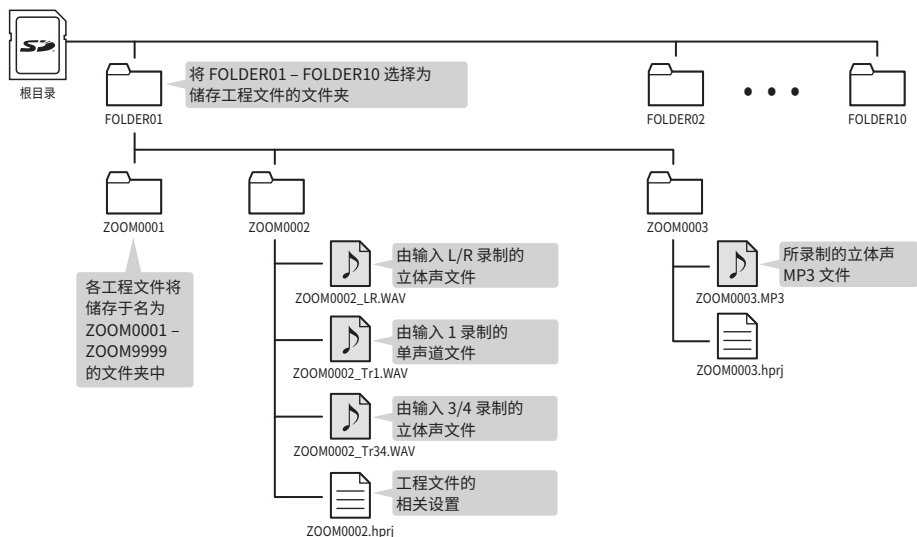 SD
根目录
将 FOLDER01 – FOLDER10 选择为
储存工程文件的文件夹
FOLDER01
FOLDER02
FOLDER10
ZOOM0001
ZOOM0002
ZOOM0003
各工程文件将
储存于名为
ZOOM0001 –
ZOOM9999
的文件夹中
由输入 L/R 录制的
立体声文件
ZOOM0002_LR.WAV
由输入 1 录制的
单声道文件
ZOOM0002_Tr1.WAV
由输入 3/4 录制的
立体声文件
ZOOM0002_Tr34.WAV
工程文件的
相关设置
ZOOM0002.hprj
所录制的立体声
MP3 文件
ZOOM0003.MP3
ZOOM0003.hprj